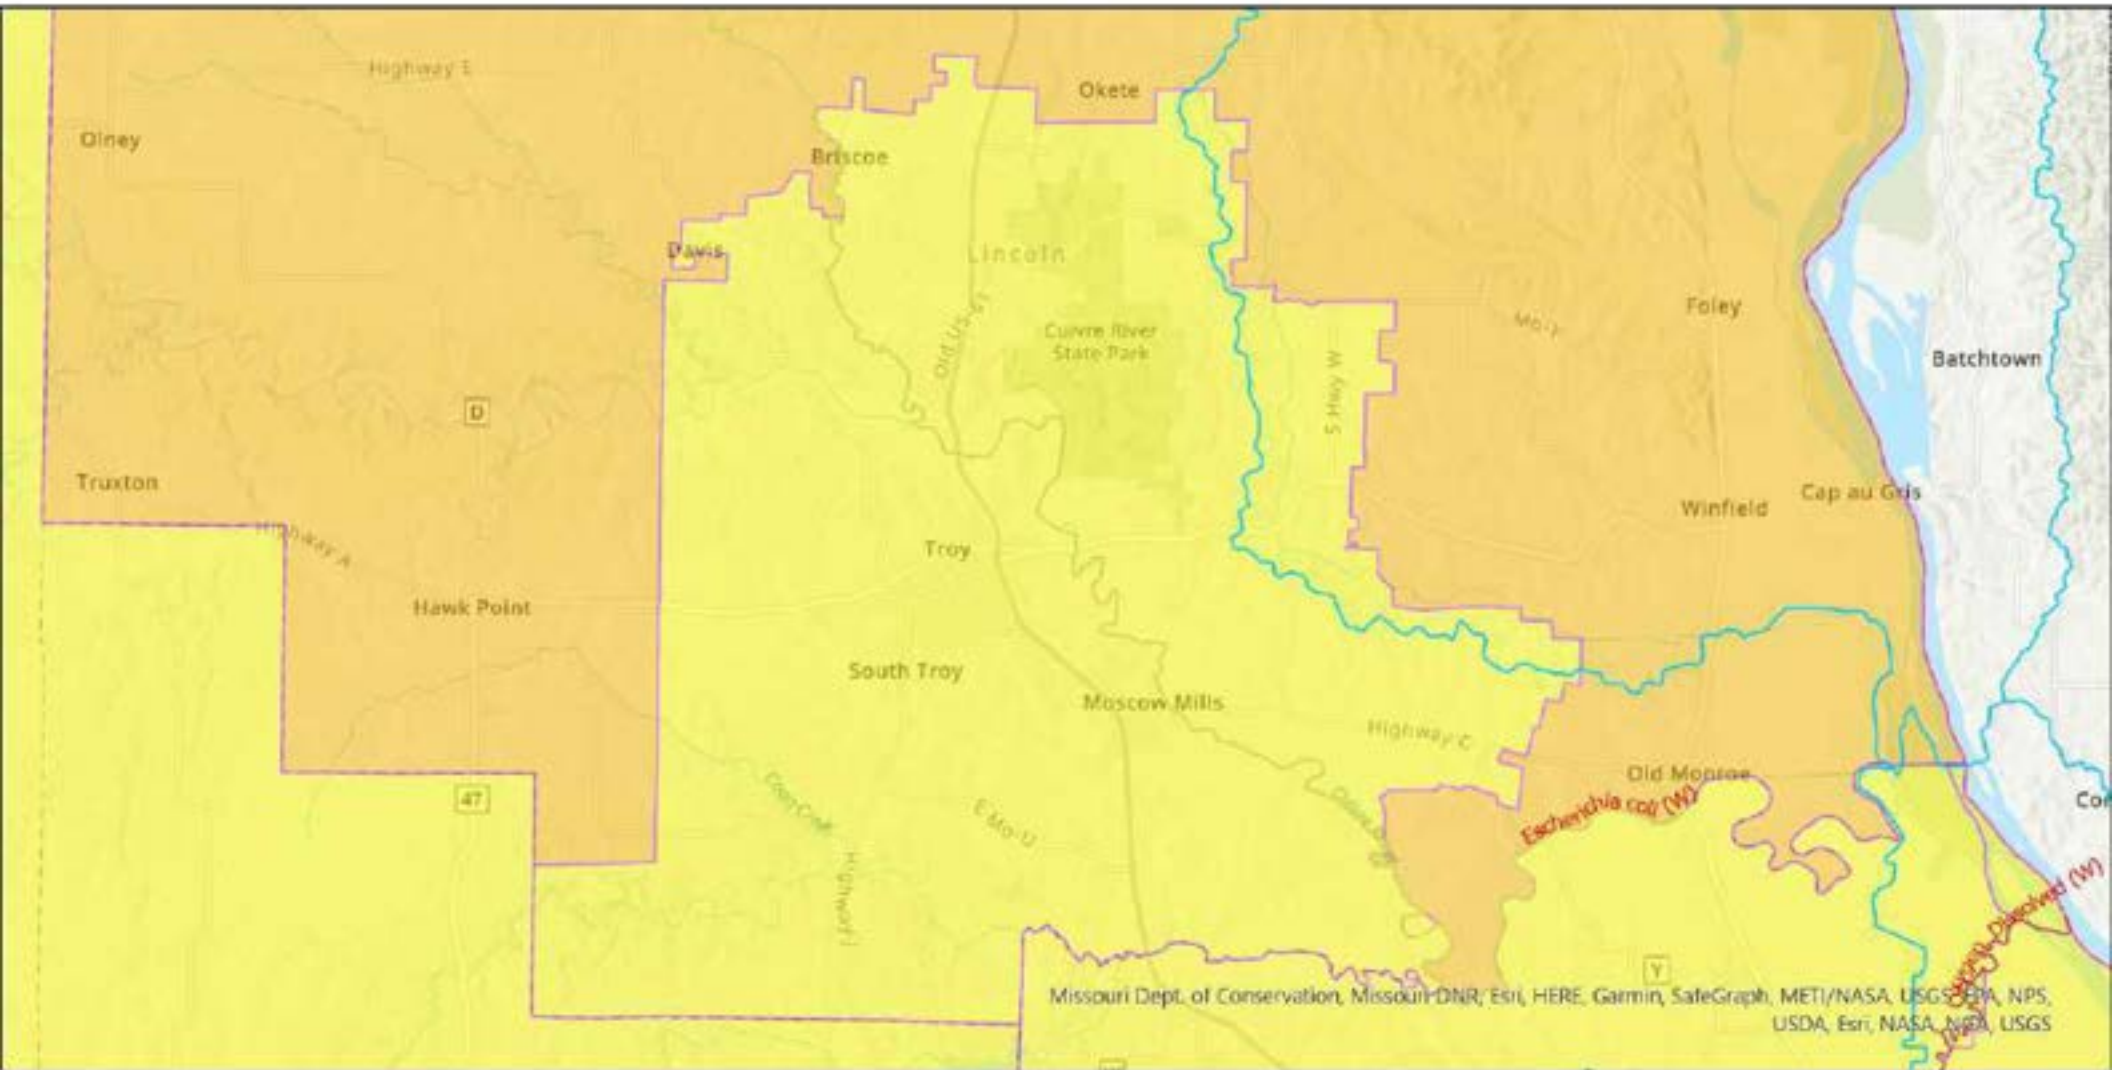 Highway E
Okete
Olney
Briscoe
Davis
Lincoln
Old US-61
Cuivre River
State Park
Foley
Batchtown
S Hwy W
D
Truxton
Cap au Gris
Winfield
Highway A
Troy
Hawk Point
South Troy
Moscow Mills
Highway C
Old Monroe
47
Escherichia coli (W)
E Mo-U
Highway J
Dissolved (W)
Y
Missouri Dept. of Conservation, Missouri DNR, Esri, HERE, Garmin, SafeGraph, METI/NASA, USGS, EPA, NPS,
USDA, Esri, NASA, NGA, USGS